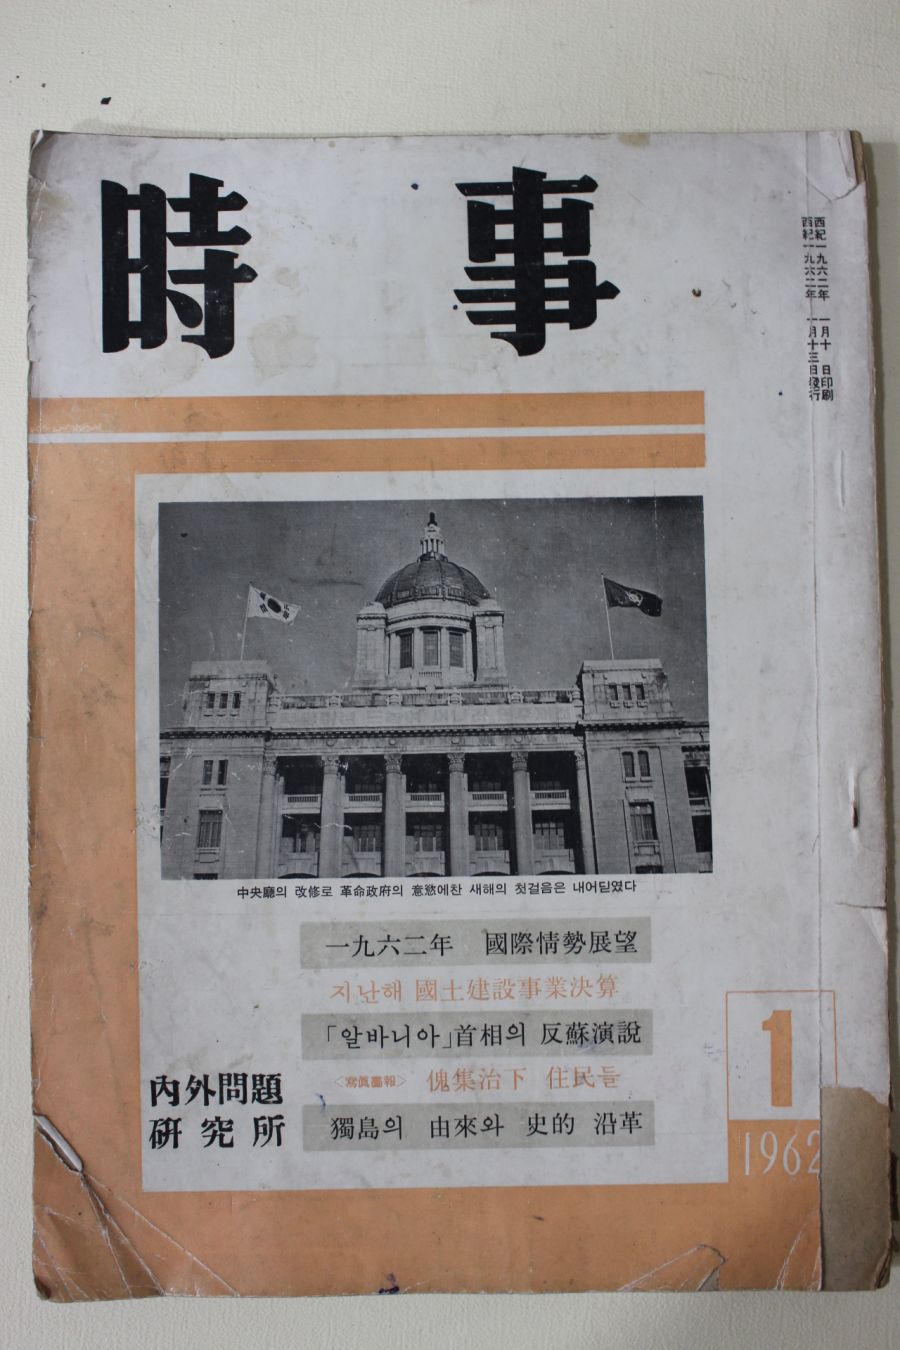 時事
西紀一九六二年 一月十 日印刷
西紀一九六二年 一月十三日發行
中央廳의 改修로 革命政府의 意慾에찬 새해의 첫걸음은 내어딛였다
一九六二年 國際情勢展望
지난해 國土建設事業決算
「알바니아」首相의 反蘇演說
〈寫眞畵報〉 傀集治下 住民들
獨島의 由來와 史的 沿革
內外問題
硏究所
1
1962